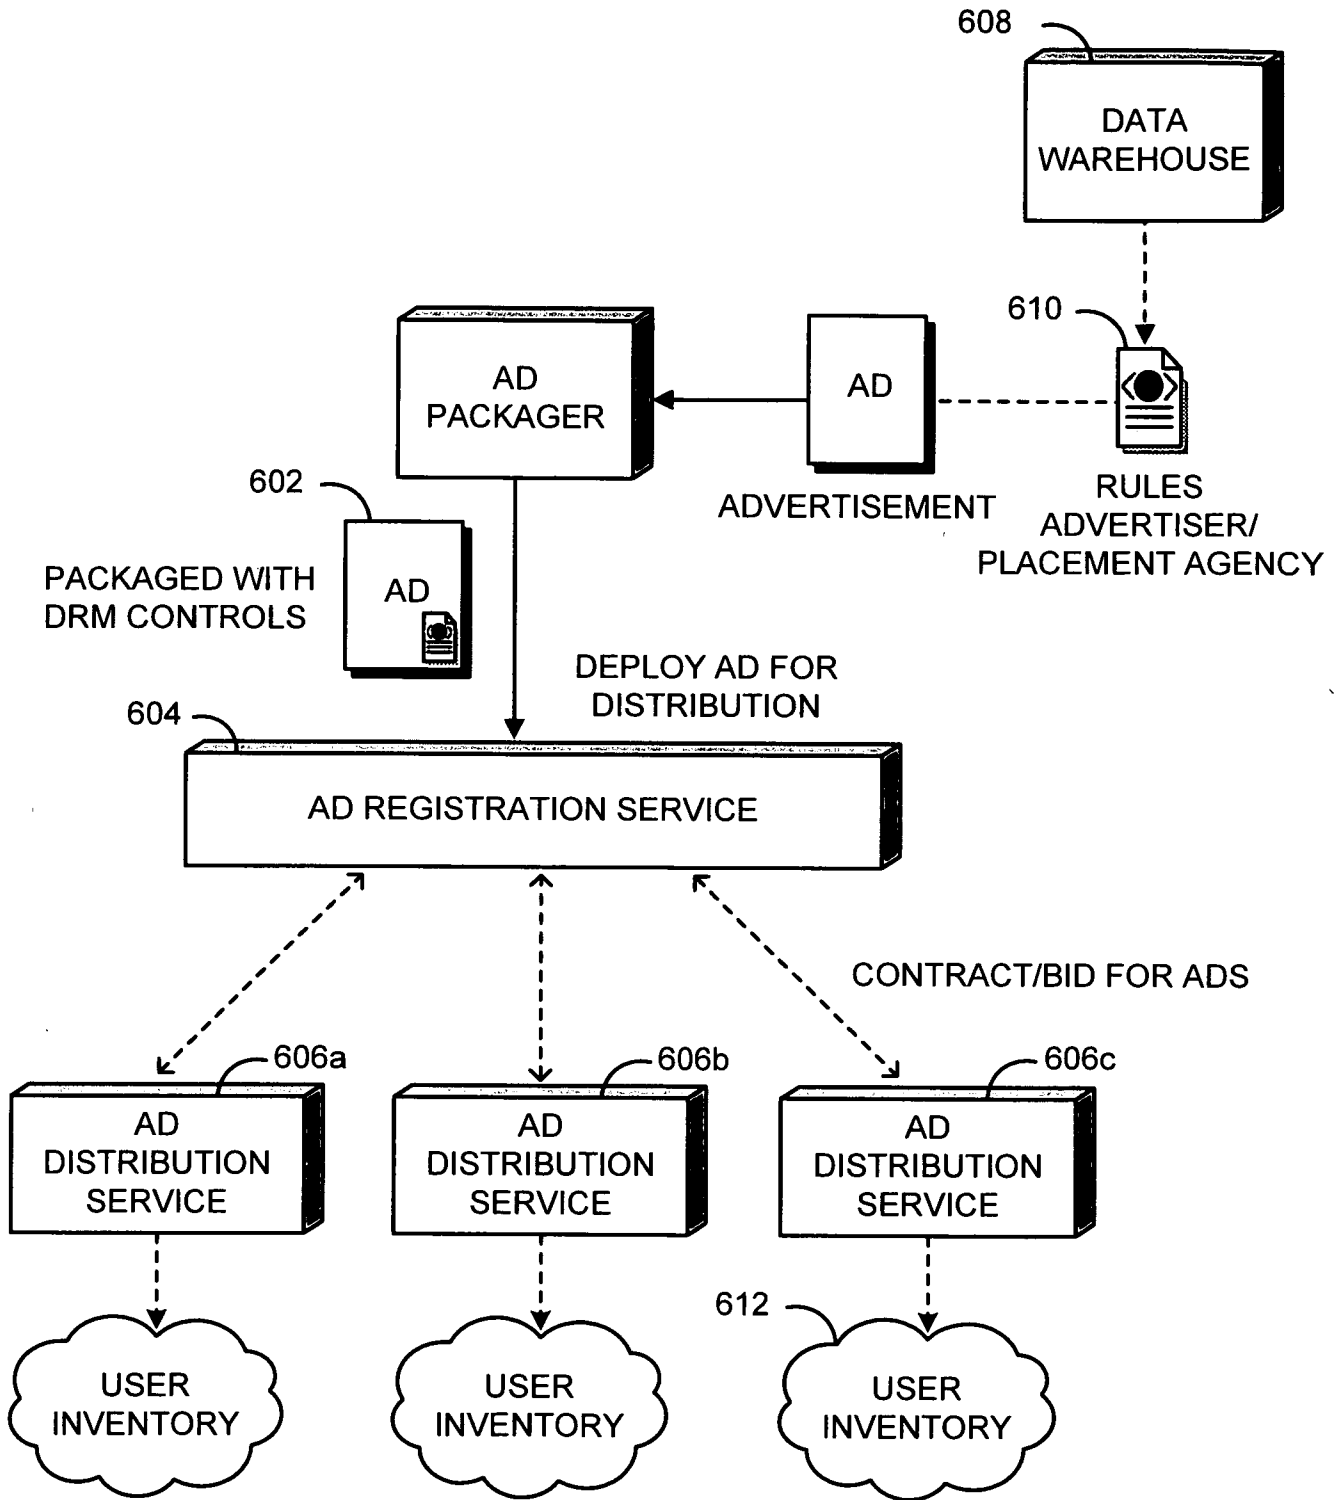 608
DATA
WAREHOUSE
610
AD
PACKAGER
AD
602
ADVERTISEMENT
RULES
ADVERTISER/
PLACEMENT AGENCY
PACKAGED WITH
DRM CONTROLS
AD
DEPLOY AD FOR
DISTRIBUTION
604
AD REGISTRATION SERVICE
CONTRACT/BID FOR ADS
606a
606b
606c
AD
DISTRIBUTION
SERVICE
AD
DISTRIBUTION
SERVICE
AD
DISTRIBUTION
SERVICE
612
USER
INVENTORY
USER
INVENTORY
USER
INVENTORY